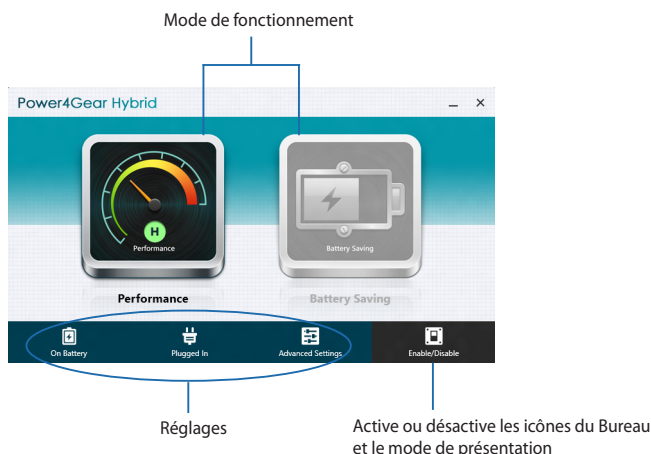 Mode de fonctionnement
Power4Gear Hybrid
H
Performance
Battery Saving
Performance
Battery Saving
On Battery
Plugged In
Advanced Settings
Enable/Disable
Réglages
Active ou désactive les icônes du Bureau
et le mode de présentation